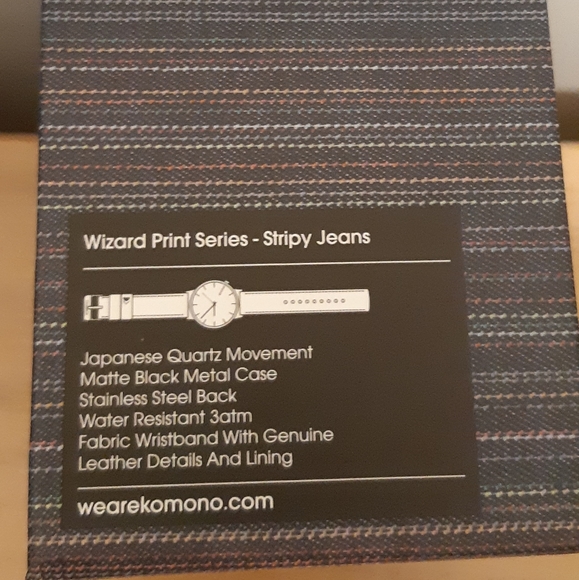 Wizard Print Series - Stripy Jeans
Japanese Quartz Movement
Matte Black Metal Case
Stainless Steel Back
Water Resistant 3atm
Fabric Wristband With Genuine
Leather Details And Lining
wearekomono.com